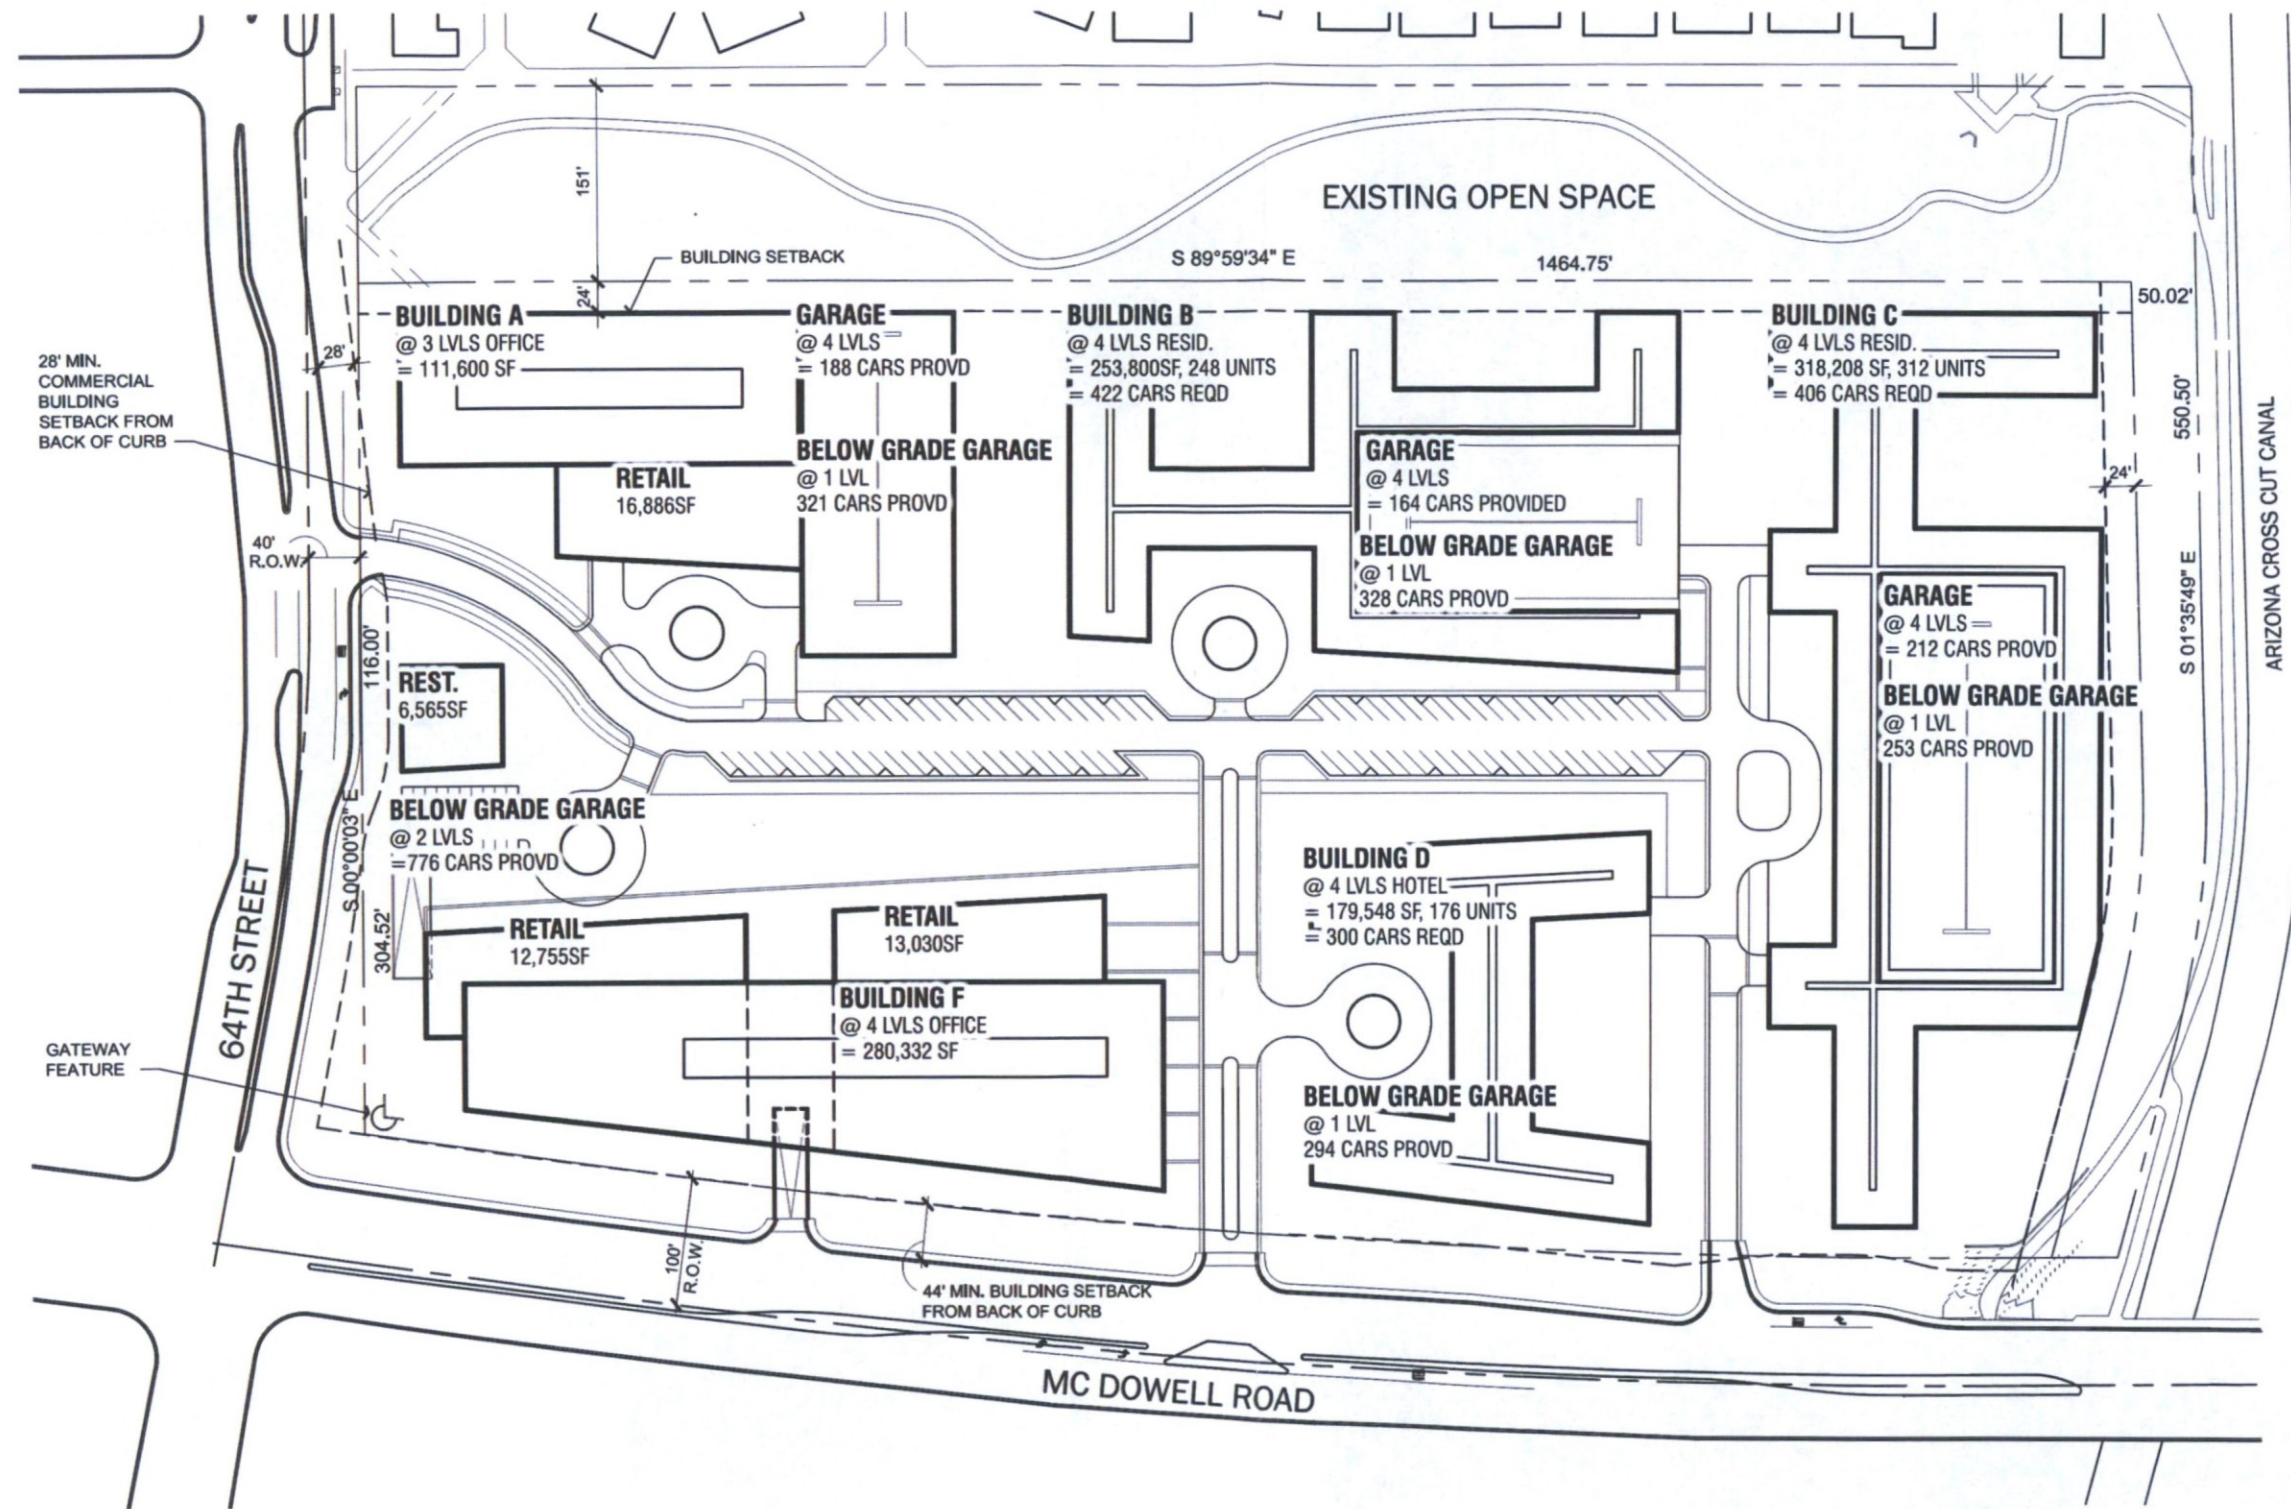 EXISTING OPEN SPACE
151'
BUILDING SETBACK
S 89°59'34" E
1464.75'
24'
50.02'
BUILDING A
@ 3 LVLS OFFICE
= 111,600 SF
GARAGE
@ 4 LVLS
= 188 CARS PROVD
BELOW GRADE GARAGE
@ 1 LVL
321 CARS PROVD
RETAIL
16,886SF
BUILDING B
@ 4 LVLS RESID.
= 253,800SF, 248 UNITS
= 422 CARS REQD
GARAGE
@ 4 LVLS
= 164 CARS PROVIDED
BELOW GRADE GARAGE
@ 1 LVL
328 CARS PROVD
BUILDING C
@ 4 LVLS RESID.
= 318,208 SF, 312 UNITS
= 406 CARS REQD
GARAGE
@ 4 LVLS
= 212 CARS PROVD
BELOW GRADE GARAGE
@ 1 LVL
253 CARS PROVD
550.50'
24'
S 01°35'49" E
ARIZONA CROSS CUT CANAL
28' MIN.
COMMERCIAL
BUILDING
SETBACK FROM
BACK OF CURB
28'
40'
R.O.W.
116.00'
REST.
6,565SF
S 00°00'03" E
BELOW GRADE GARAGE
@ 2 LVLS
=776 CARS PROVD
304.52'
64TH STREET
RETAIL
12,755SF
RETAIL
13,030SF
BUILDING F
@ 4 LVLS OFFICE
= 280,332 SF
BUILDING D
@ 4 LVLS HOTEL
= 179,548 SF, 176 UNITS
= 300 CARS REQD
BELOW GRADE GARAGE
@ 1 LVL
294 CARS PROVD
GATEWAY
FEATURE
100'
R.O.W.
44' MIN. BUILDING SETBACK
FROM BACK OF CURB
MC DOWELL ROAD